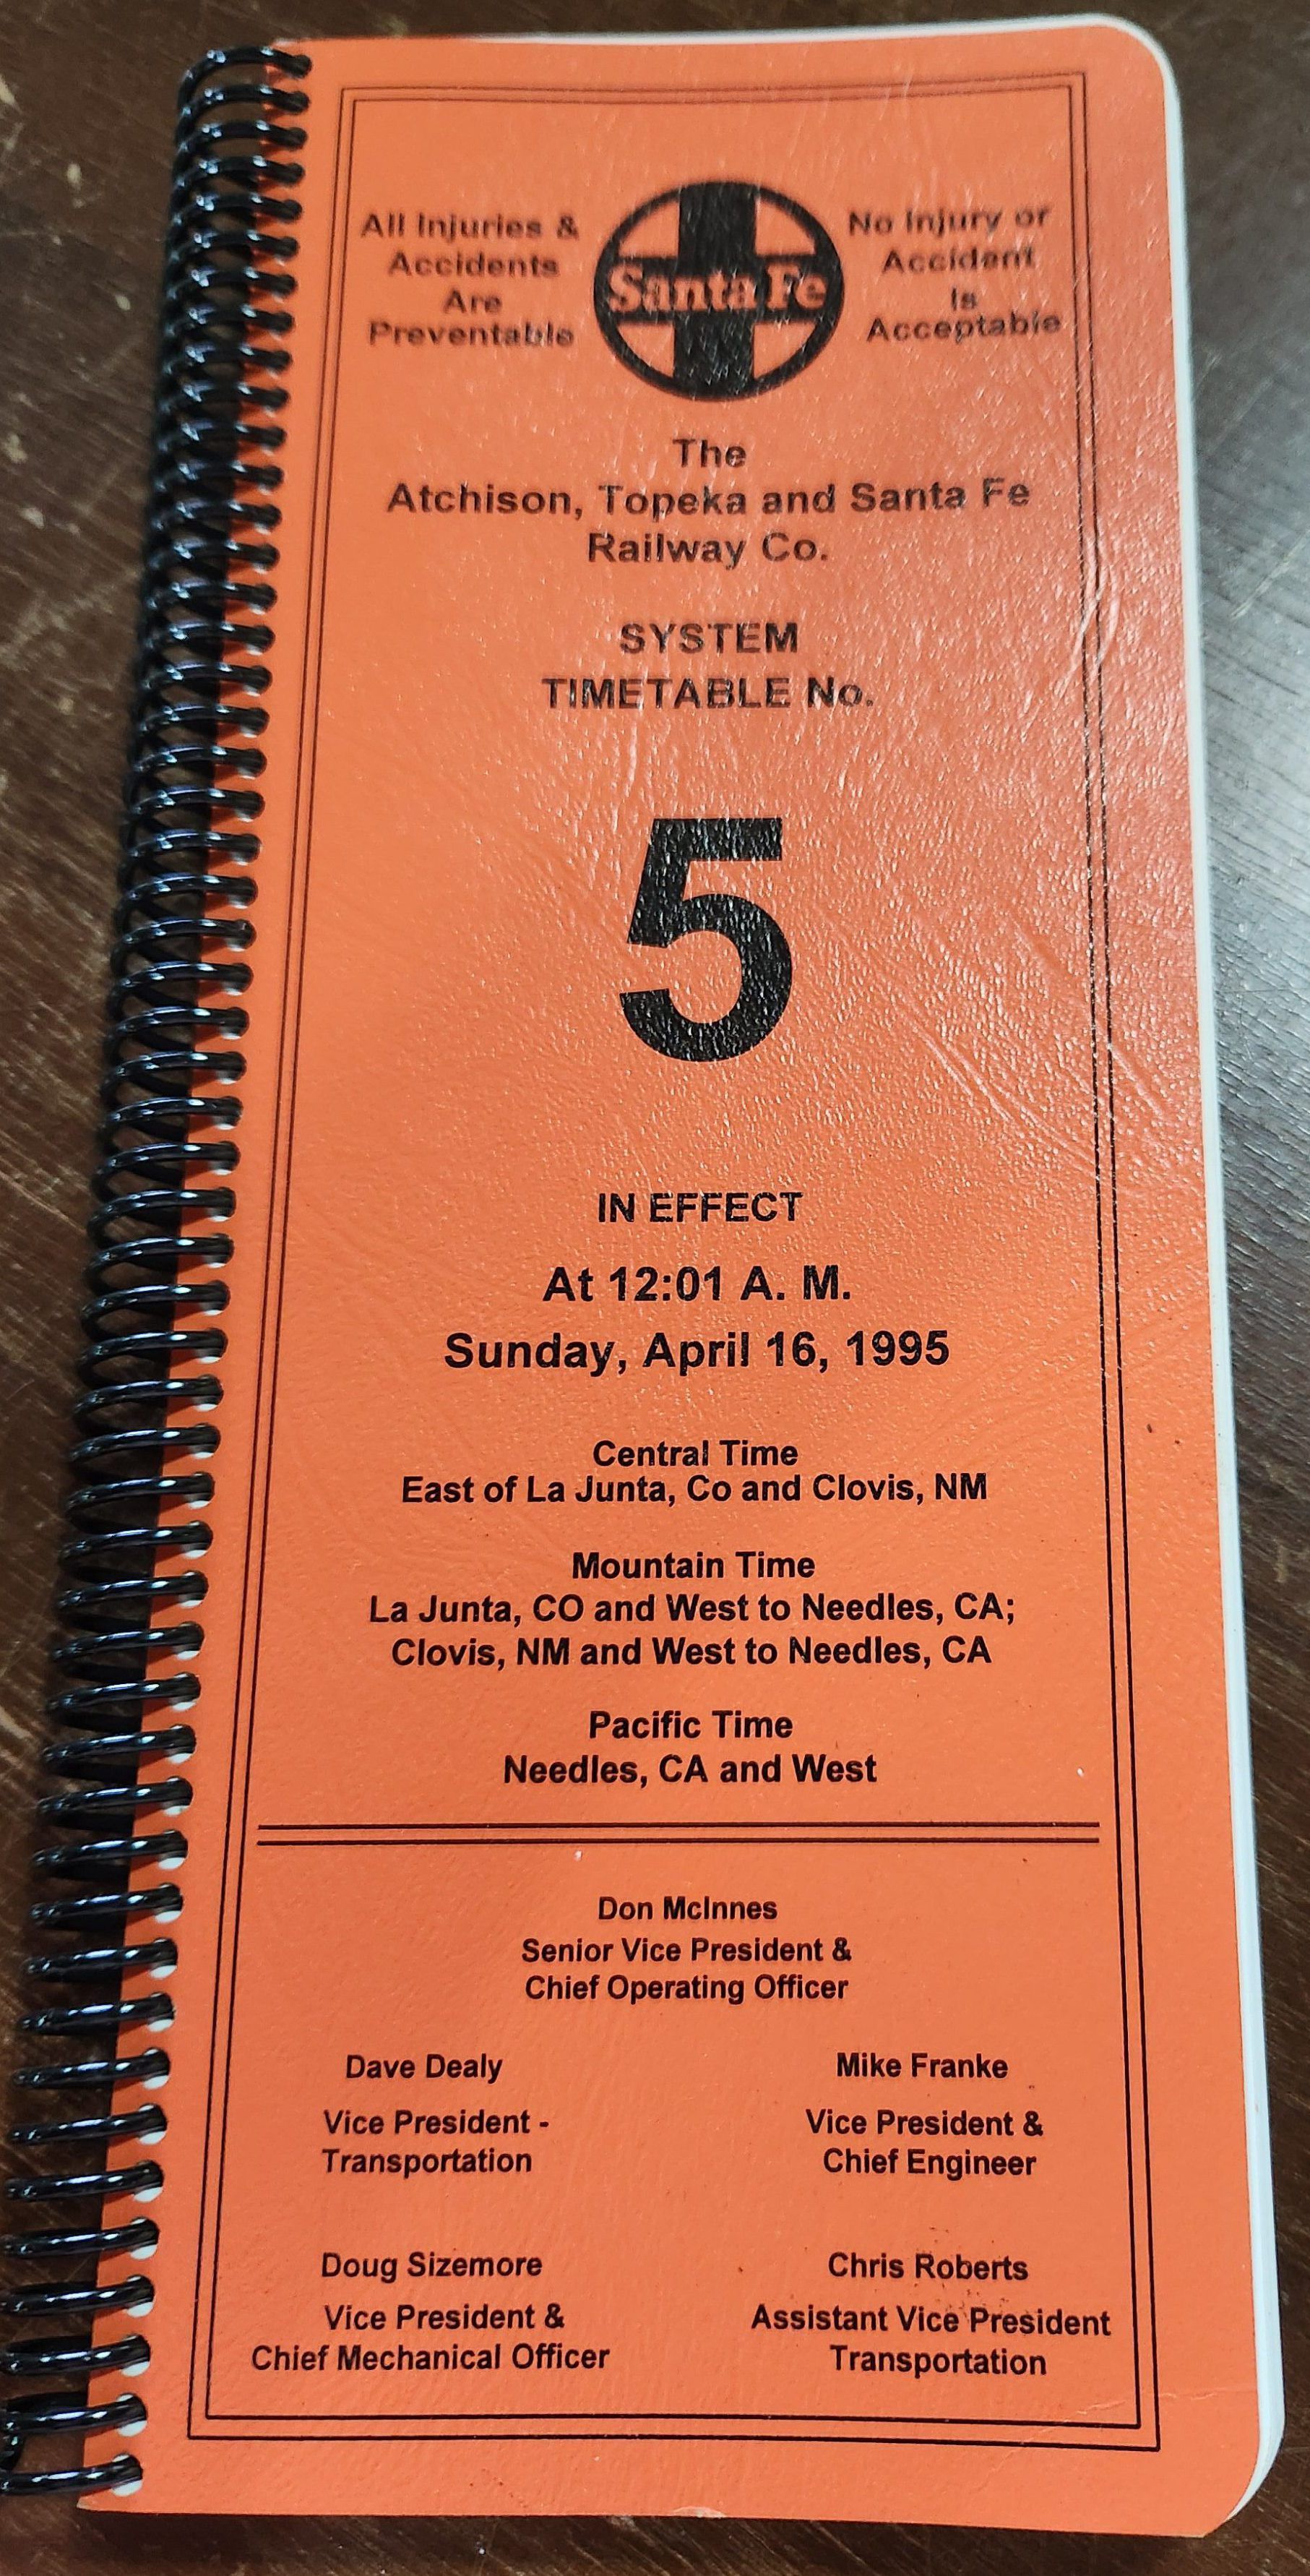 All Injuries &
Accidents
Are
Preventable
Santa Fe
No Injury or
Accident
Is
Acceptable
The
Atchison, Topeka and Santa Fe
Railway Co.
SYSTEM
TIMETABLE No.
5
IN EFFECT
At 12:01 A. M.
Sunday, April 16, 1995
Central Time
East of La Junta, Co and Clovis, NM
Mountain Time
La Junta, CO and West to Needles, CA;
Clovis, NM and West to Needles, CA
Pacific Time
Needles, CA and West
Don McInnes
Senior Vice President &
Chief Operating Officer
Dave Dealy
Vice President -
Transportation
Mike Franke
Vice President &
Chief Engineer
Doug Sizemore
Vice President &
Chief Mechanical Officer
Chris Roberts
Assistant Vice President
Transportation